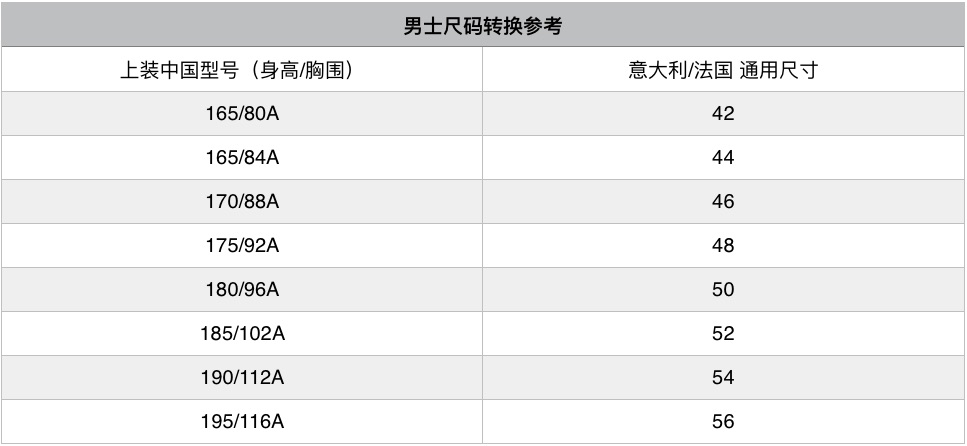 男士尺码转换参考
上装中国型号（身高/胸围） 意大利/法国 通用尺寸
165/80A 42
165/84A 44
170/88A 46
175/92A 48
180/96A 50
185/102A 52
190/112A 54
195/116A 56